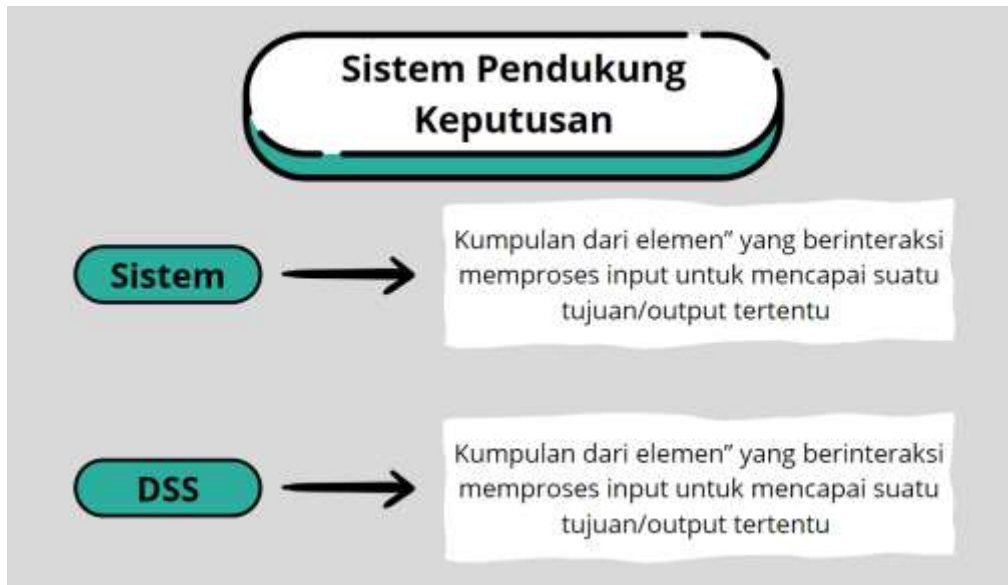 Sistem Pendukung
Keputusan
Sistem
Kumpulan dari elemen” yang berinteraksi
memproses input untuk mencapai suatu
tujuan/output tertentu
DSS
Kumpulan dari elemen” yang berinteraksi
memproses input untuk mencapai suatu
tujuan/output tertentu